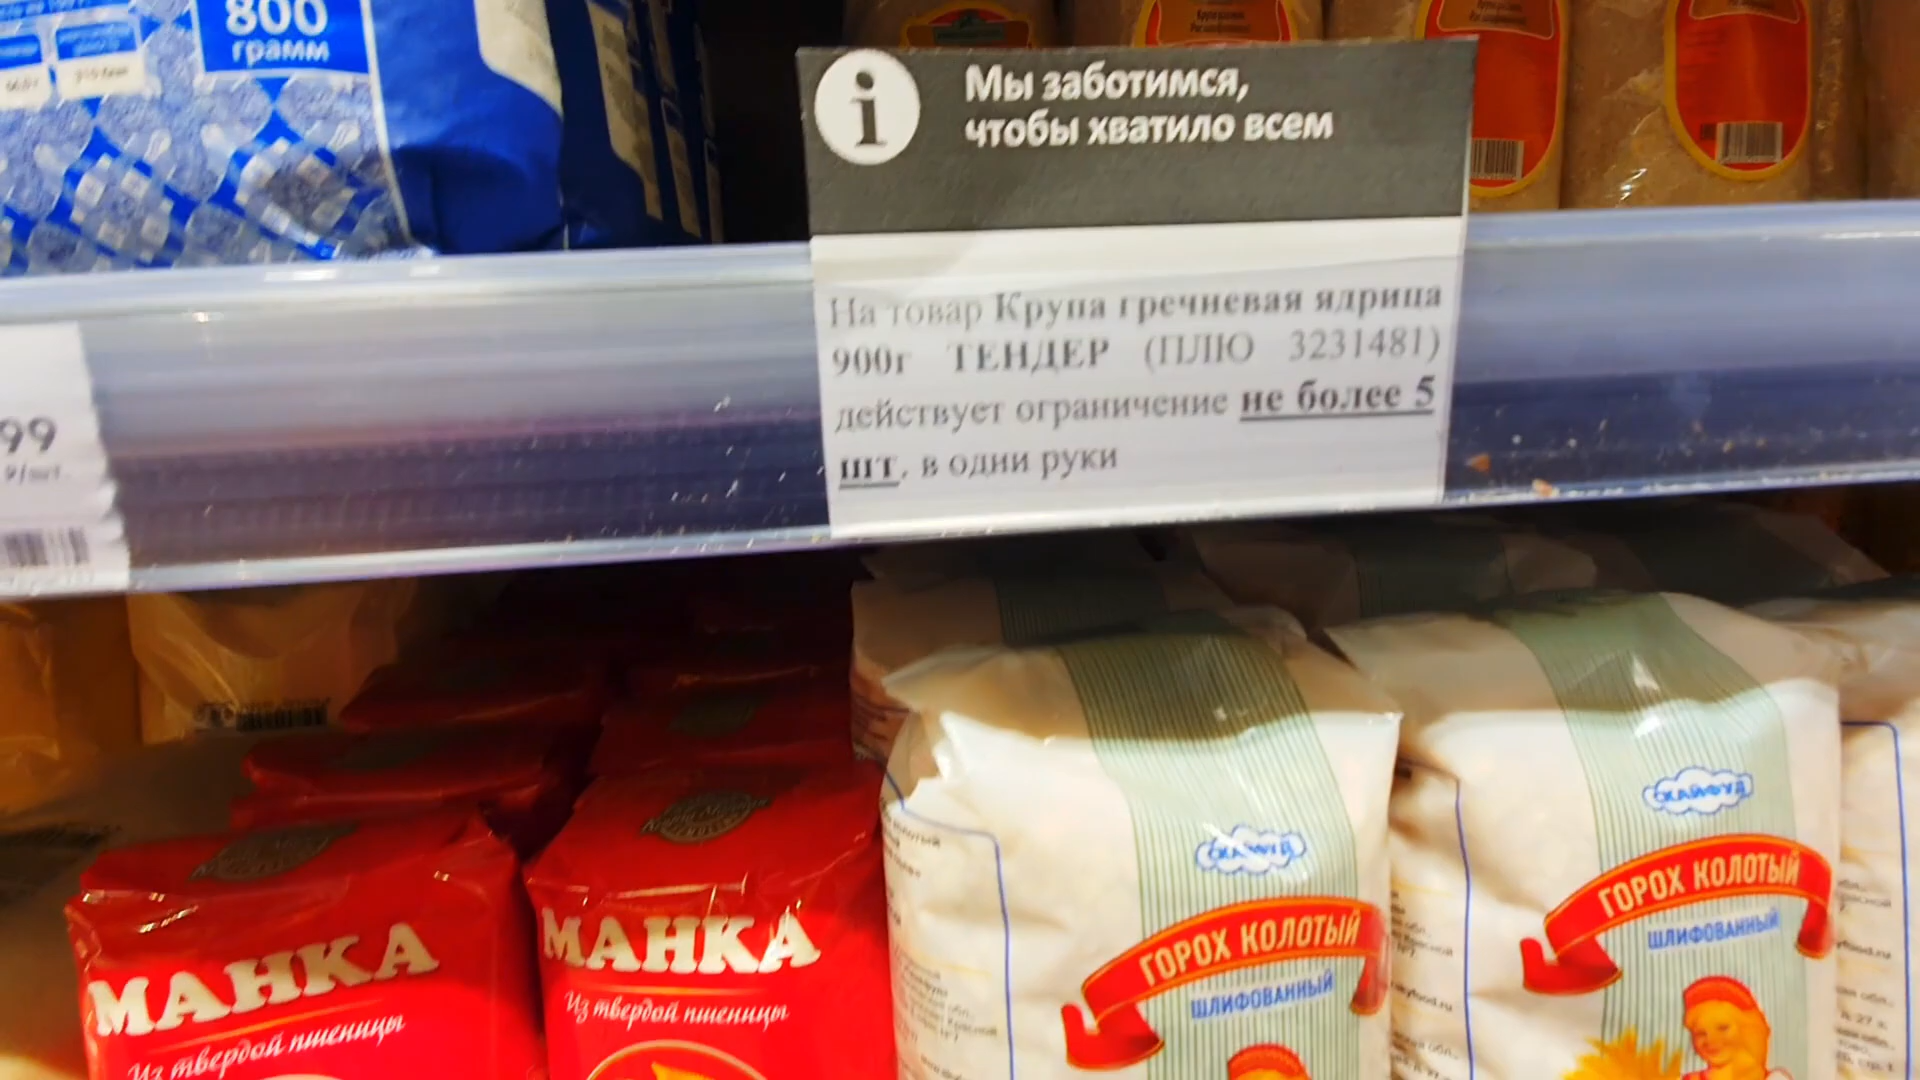 800
грамм
Мы заботимся,
чтобы хватило всем
На товар Крупа гречневая ядрица
900г ТЕНДЕР (ПЛЮ 3231481)
действует ограничение не более 5
шт. в одни руки
99
МАНКА
Из твердой пшеницы
МАНКА
Из твердой пшеницы
ГОРОХ КОЛОТЫЙ
ШЛИФОВАННЫЙ
СКАЙФУД
ГОРОХ КОЛОТЫЙ
ШЛИФОВАННЫЙ